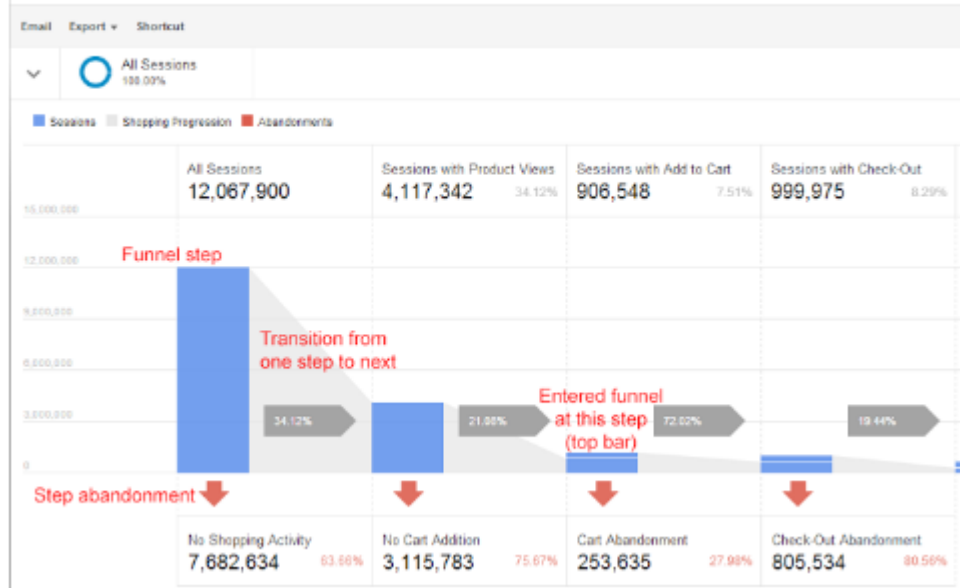 Email Export Shortcut
All Sessions
100.00%
Sessions Shopping Progression Abandonments
All Sessions
12,067,900
Sessions with Product Views
4,117,342 34.12%
Sessions with Add to Cart
906,548 7.51%
Sessions with Check-Out
999,975 8.29%
15,000,000
Funnel step
12,000,000
9,000,000
Transition from
one step to next
6,000,000
Entered funnel
at this step
(top bar)
3,000,000
34.12%
72.02%
19.44%
0
Step abandonment
No Shopping Activity
7,682,634 63.66%
No Cart Addition
3,115,783 75.67%
Cart Abandonment
253,635 27.98%
Check-Out Abandonment
805,534 80.56%